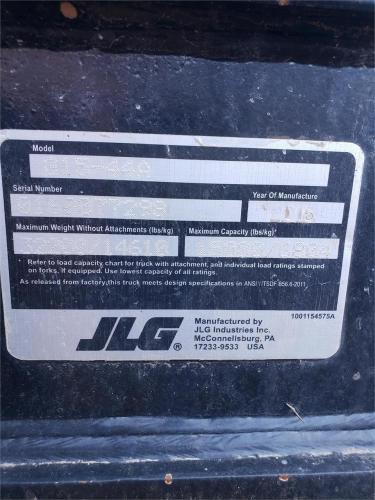 Model
Serial Number
Year Of Manufacture
Maximum Weight Without Attachments (lbs/kg)
Maximum Capacity (lbs/kg)*
* Refer to load capacity chart for truck with attachment, and individual load ratings stamped
on forks, if equipped. Use lowest capacity of all ratings.
As released from factory,this truck meets design specifications in ANSI / ITSDF B56.6-2011
JLG®
Manufactured by
JLG Industries Inc.
McConnellsburg, PA
17233-9533 USA
1001154575A